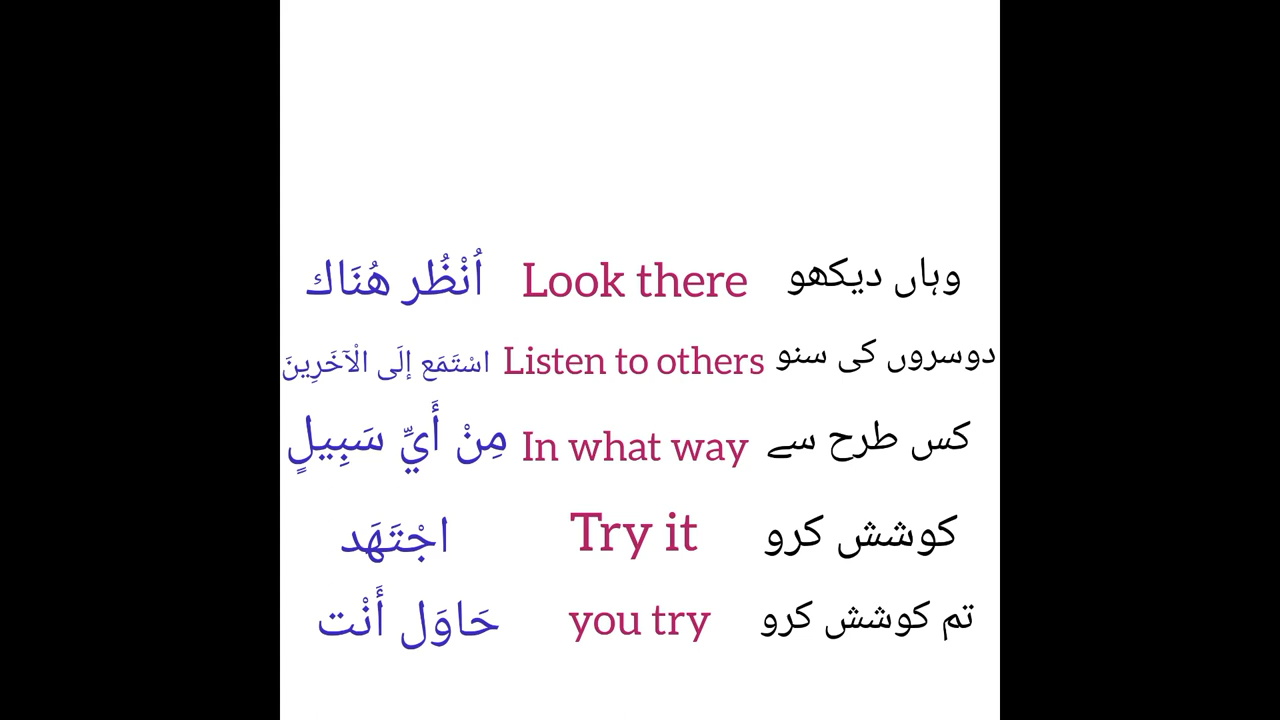 وہاں دیکھو Look there اُنْظُر هُنَاك
دوسروں کی سنو Listen to others اسْتَمَع إلَى الْآخَرِينَ
کس طرح سے In what way مِنْ أَيِّ سَبِيلٍ
کوشش کرو Try it اجْتَهَد
تم کوشش کرو you try حَاوَل أَنْت